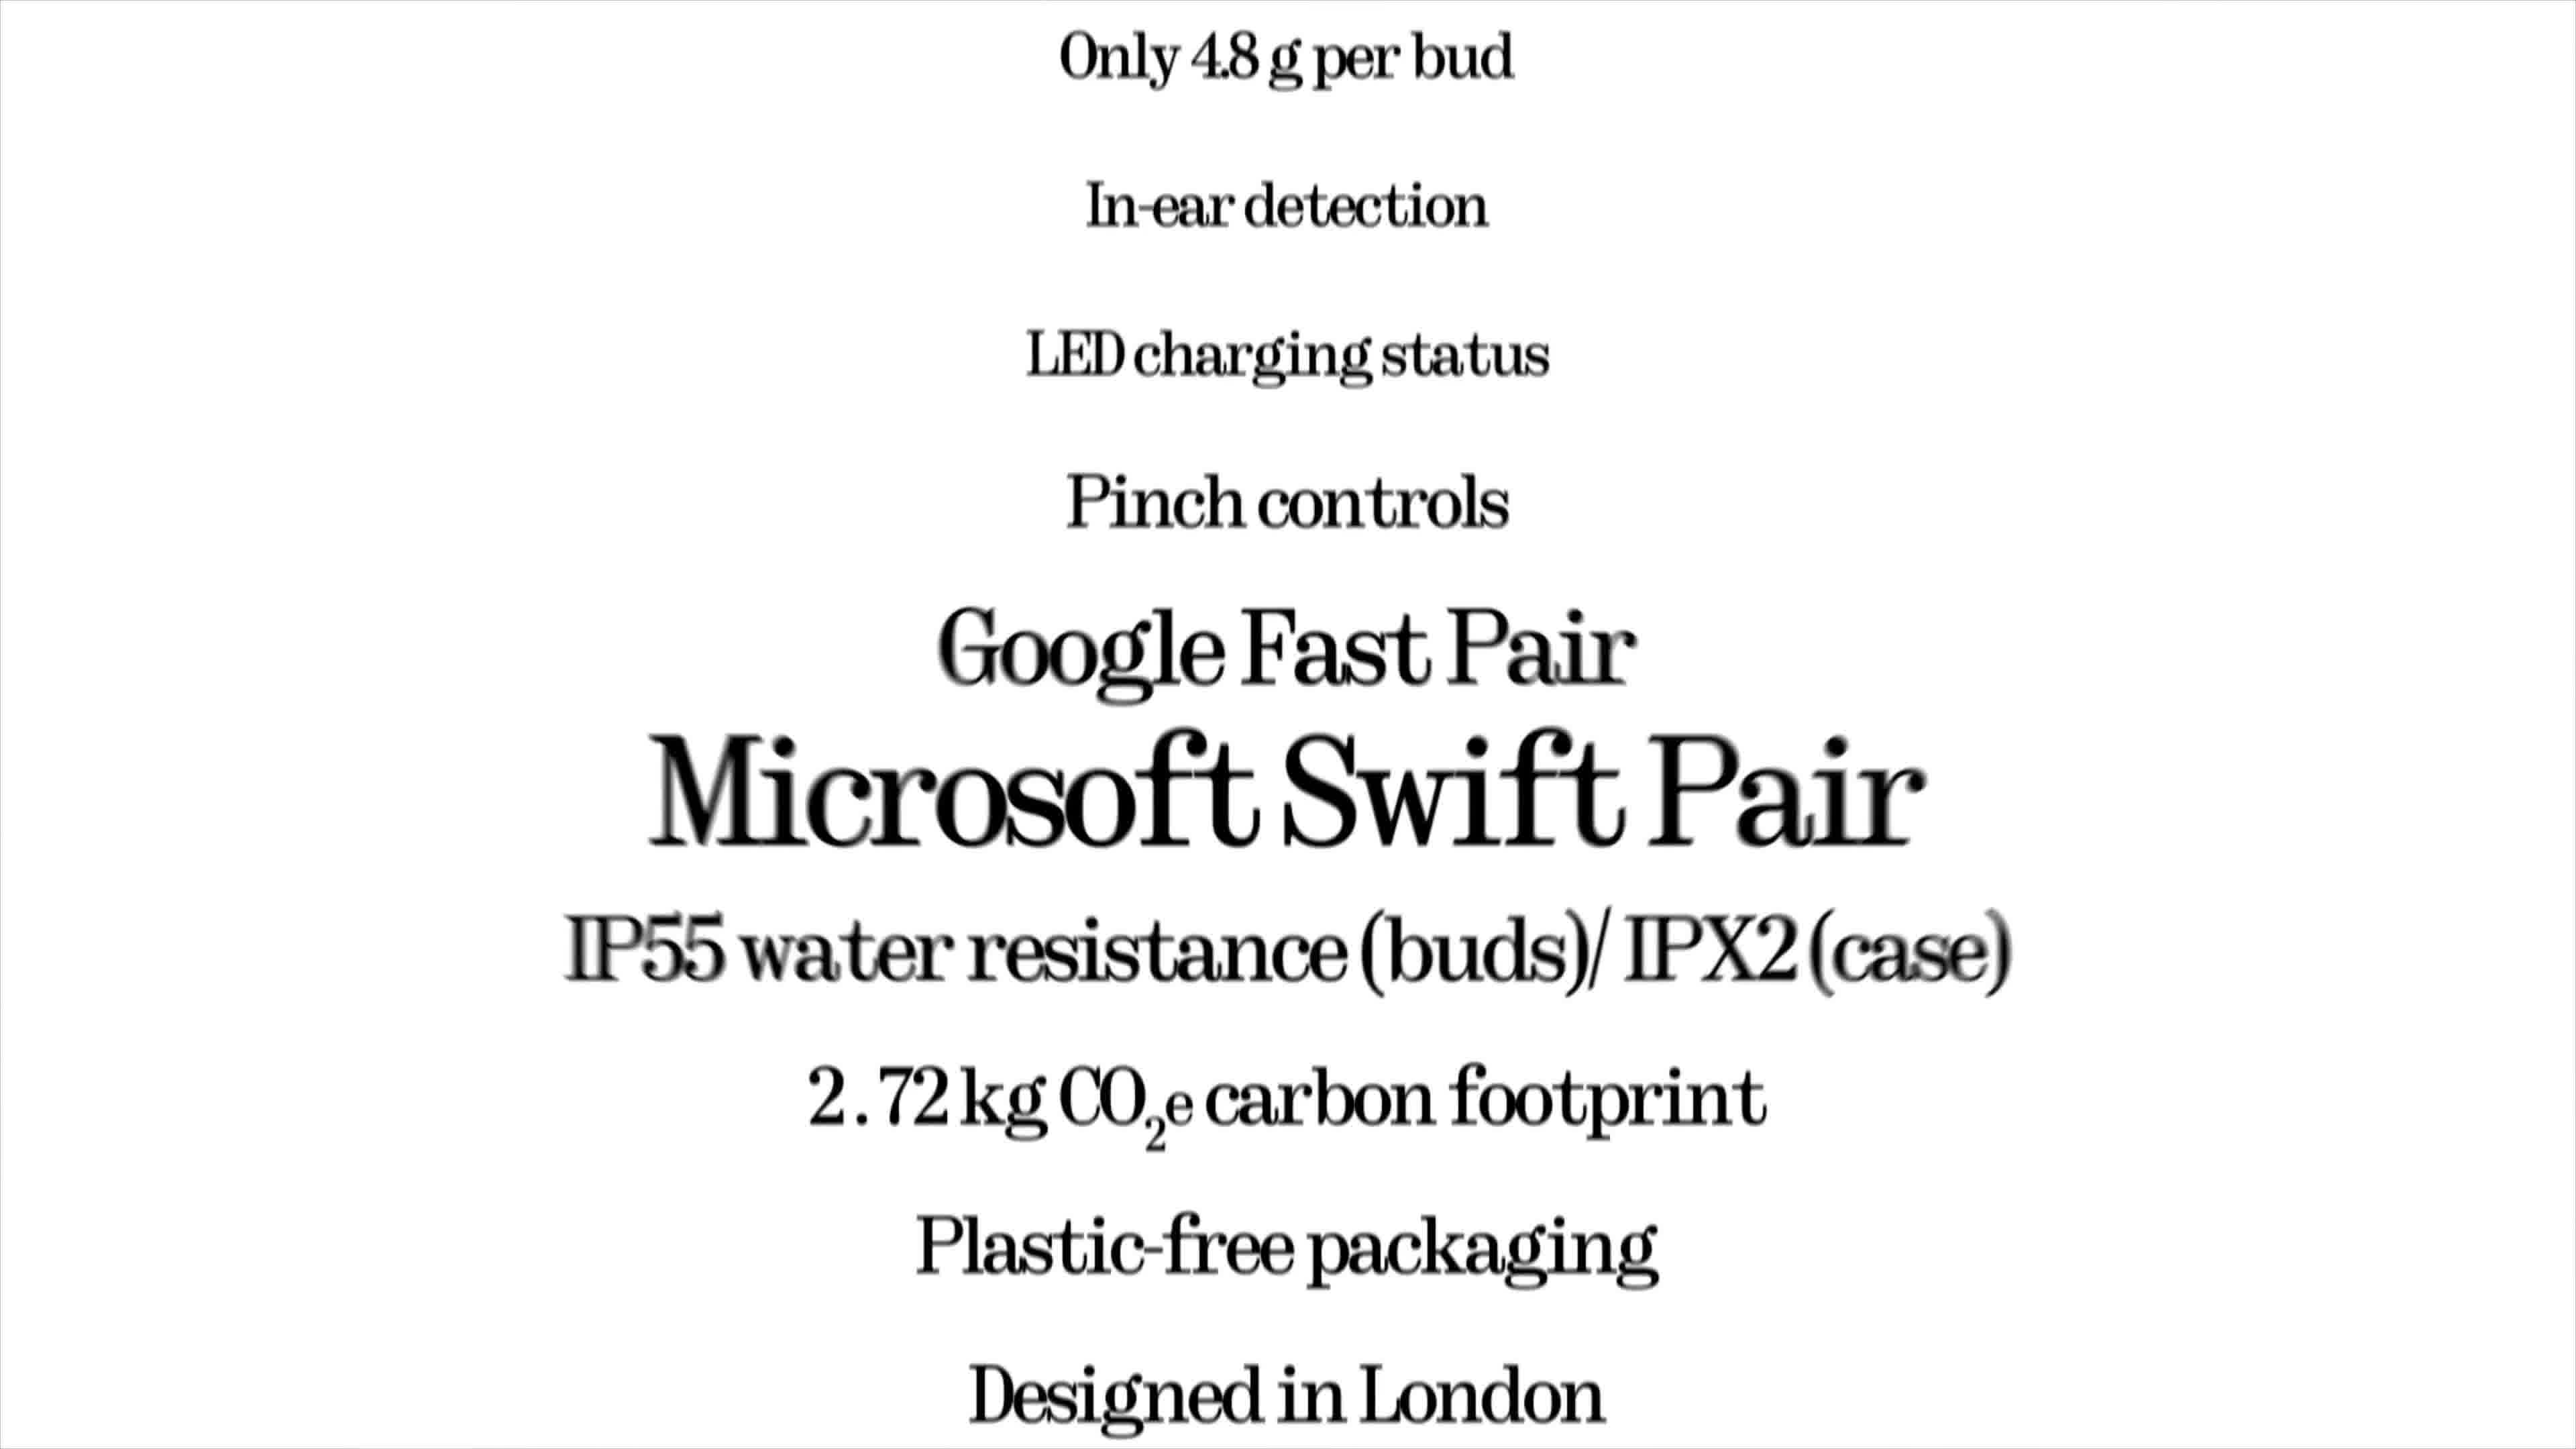 Only 4.8 g per bud
In-ear detection
LED charging status
Pinch controls
Google Fast Pair
Microsoft Swift Pair
IP55 water resistance (buds)/ IPX2 (case)
2.72 kg CO₂e carbon footprint
Plastic-free packaging
Designed in London